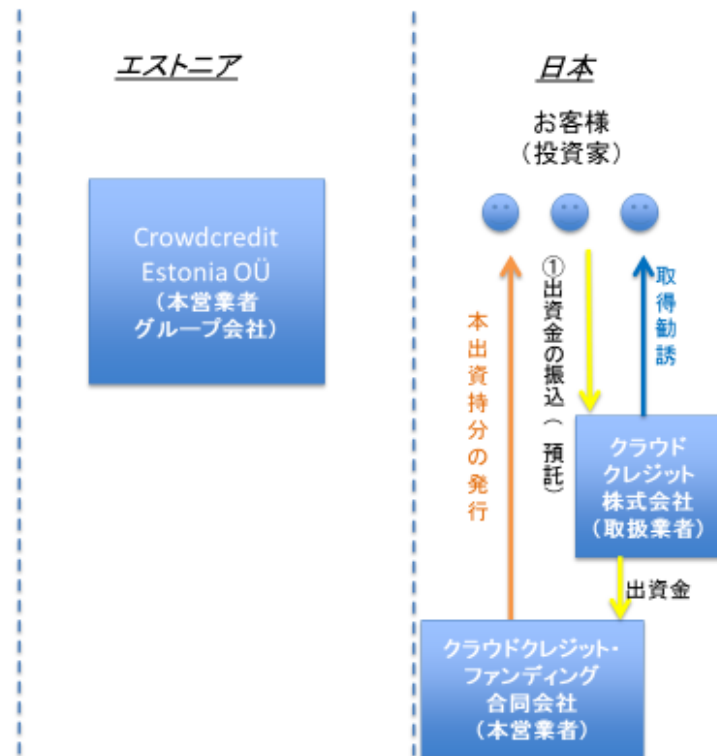 エストニア
Crowdcredit
Estonia OÜ
(本営業者
グループ会社)
日本
お客様
(投資家)
本出資持分の発行
①出資金の振込( 預託)
取得勧誘
クラウド
クレジット
株式会社
(取扱業者)
出資金
クラウドクレジット・
ファンディング
合同会社
(本営業者)